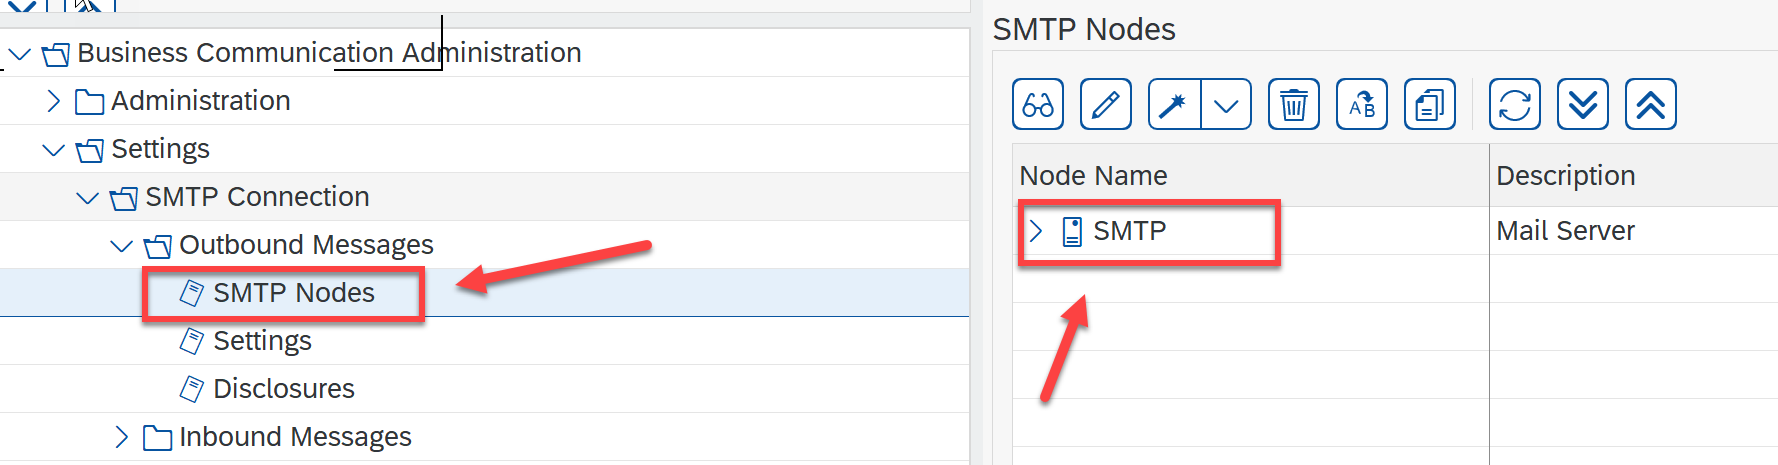 Business Communication Administration
Administration
Settings
SMTP Connection
Outbound Messages
SMTP Nodes
Settings
Disclosures
Inbound Messages
SMTP Nodes
A B
Node Name Description
SMTP Mail Server